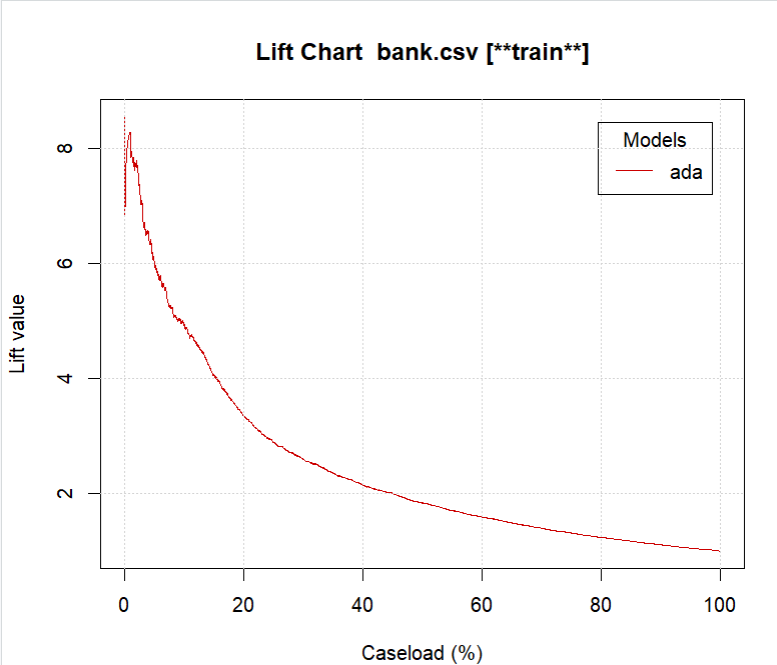 Lift Chart  bank.csv [**train**]
Models
ada
Lift value
8
6
4
2
0 20 40 60 80 100
Caseload (%)